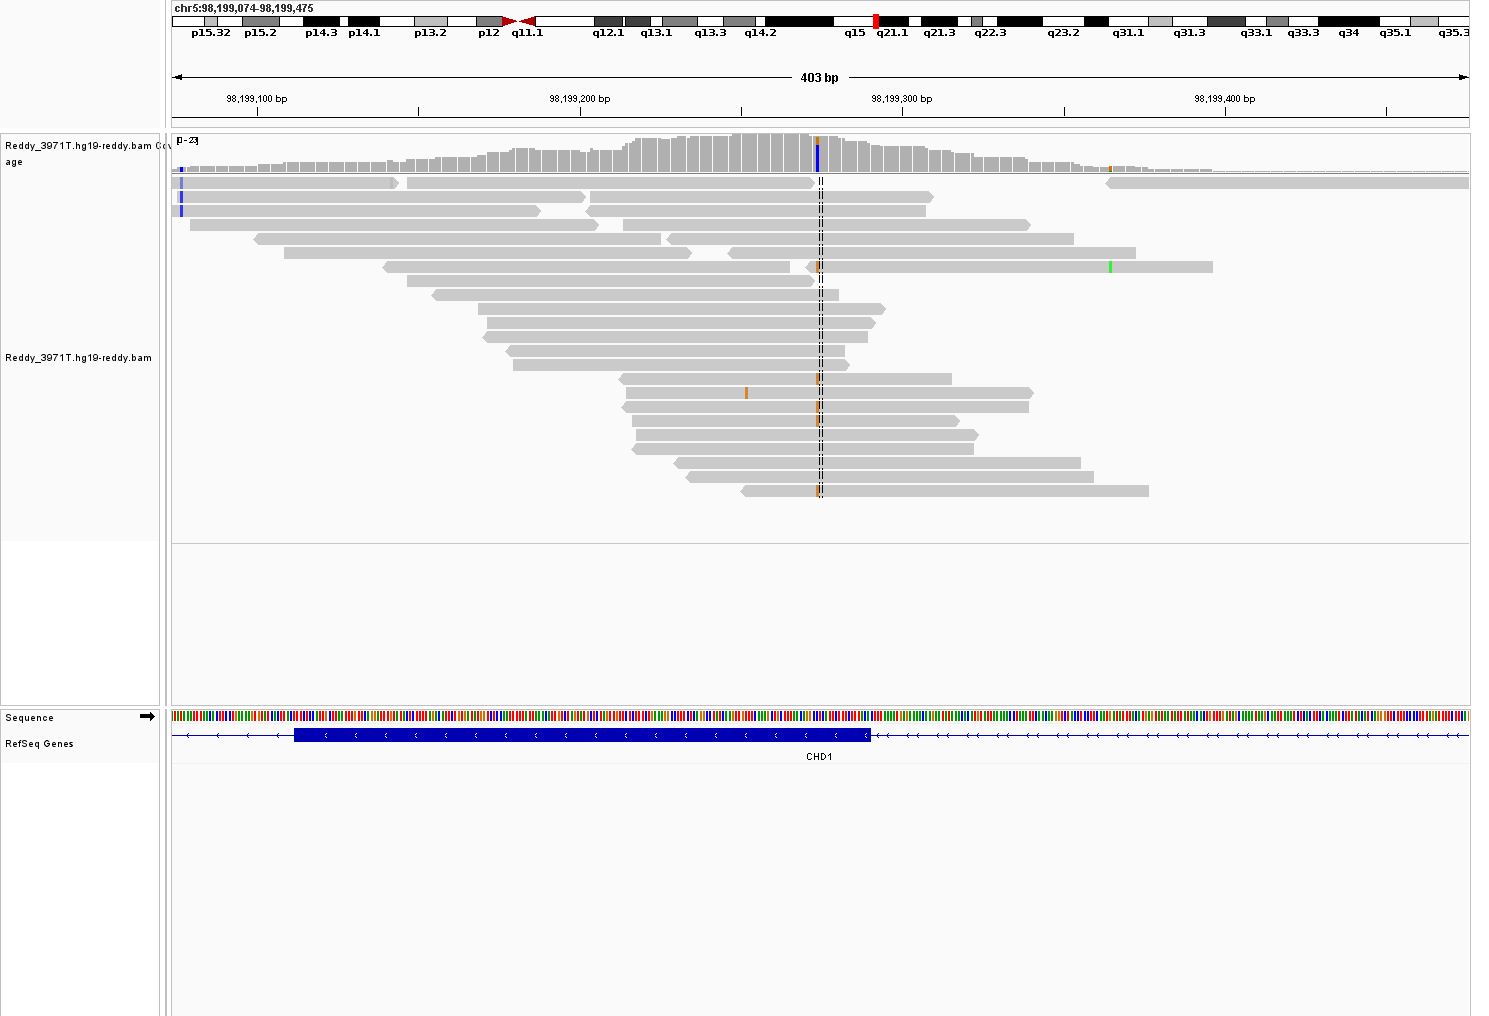 chr5:98,199,074-98,199,475
p15.32 p15.2 p14.3 p14.1 p13.2 p12 q11.1 q12.1 q13.1 q13.3 q14.2 q15 q21.1 q21.3 q22.3 q23.2 q31.1 q31.3 q33.1 q33.3 q34 q35.1 q35.3
403 bp
98,199,100 bp 98,199,200 bp 98,199,300 bp 98,199,400 bp
Reddy_3971T.hg19-reddy.bam Cov [0 - 23]
age
Reddy_3971T.hg19-reddy.bam
Sequence
RefSeq Genes
CHD1